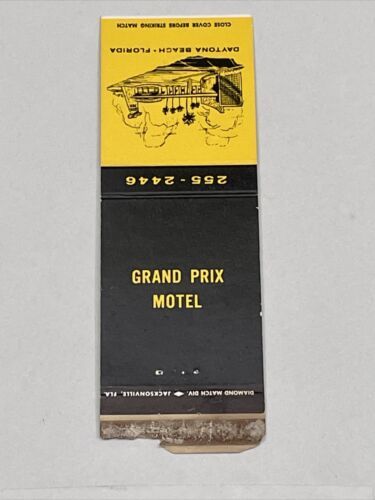 CLOSE COVER BEFORE STRIKING MATCH
DAYTONA BEACH • FLORIDA
255-2446
GRAND PRIX
MOTEL
DIAMOND MATCH DIV. JACKSONVILLE, FLA.